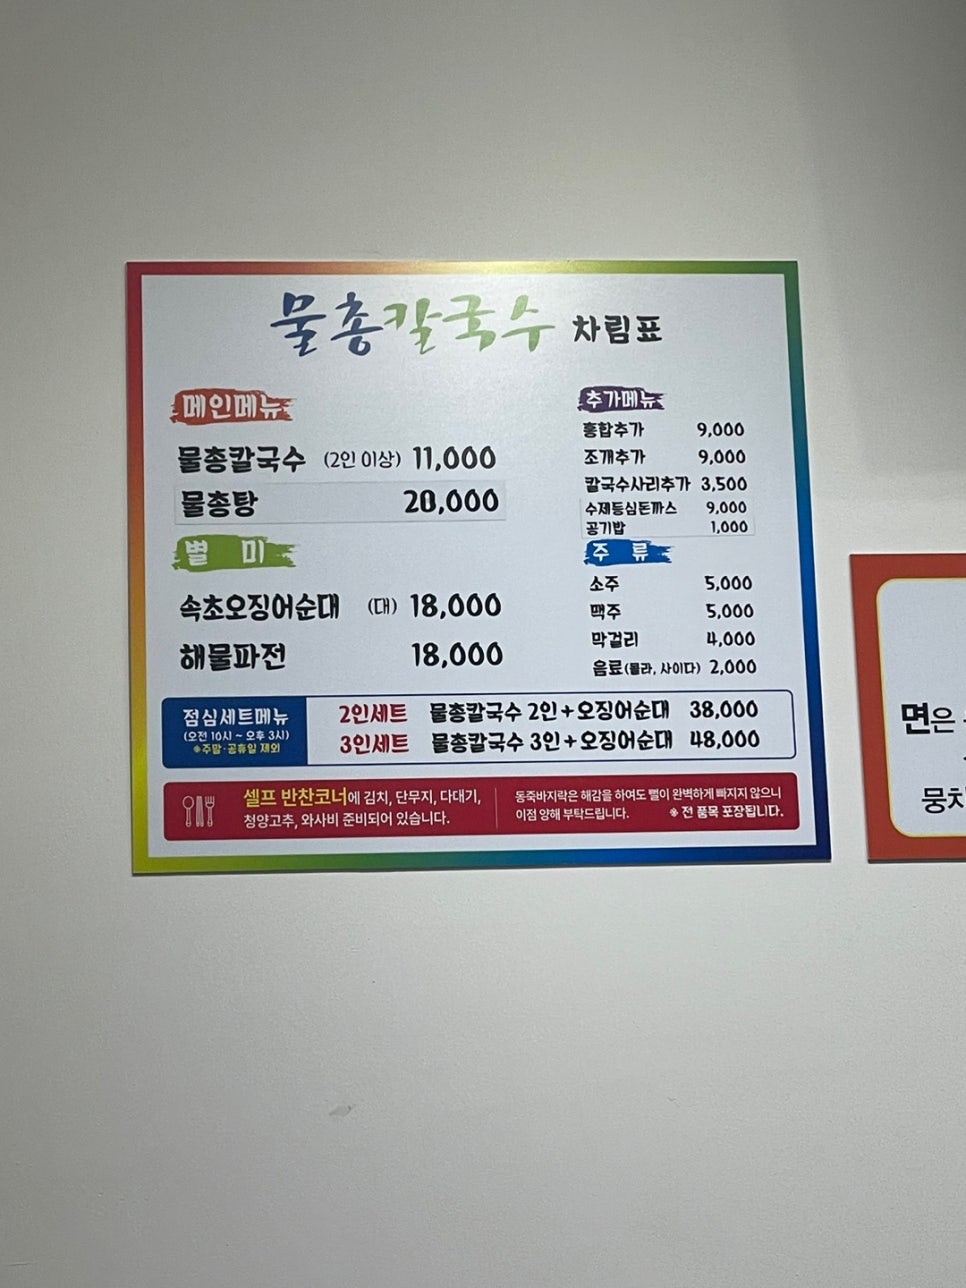 물총칼국수 차림표
메인메뉴
물총칼국수 (2인 이상) 11,000
물총탕 20,000
별 미
속초오징어순대 (대) 18,000
해물파전 18,000
추가메뉴
홍합추가 9,000
조개추가 9,000
칼국수사리추가 3,500
수제등심돈까스 9,000
공기밥 1,000
주 류
소주 5,000
맥주 5,000
막걸리 4,000
음료(콜라, 사이다) 2,000
점심세트메뉴
(오전 10시 ~ 오후 3시)
※주말·공휴일 제외
2인세트 물총칼국수 2인+오징어순대 38,000
3인세트 물총칼국수 3인+오징어순대 48,000
셀프 반찬코너에 김치, 단무지, 다대기,
청양고추, 와사비 준비되어 있습니다.
동죽바지락은 해감을 하여도 뻘이 완벽하게 빠지지 않으니
이점 양해 부탁드립니다. ※ 전 품목 포장됩니다.
면은
뭉치